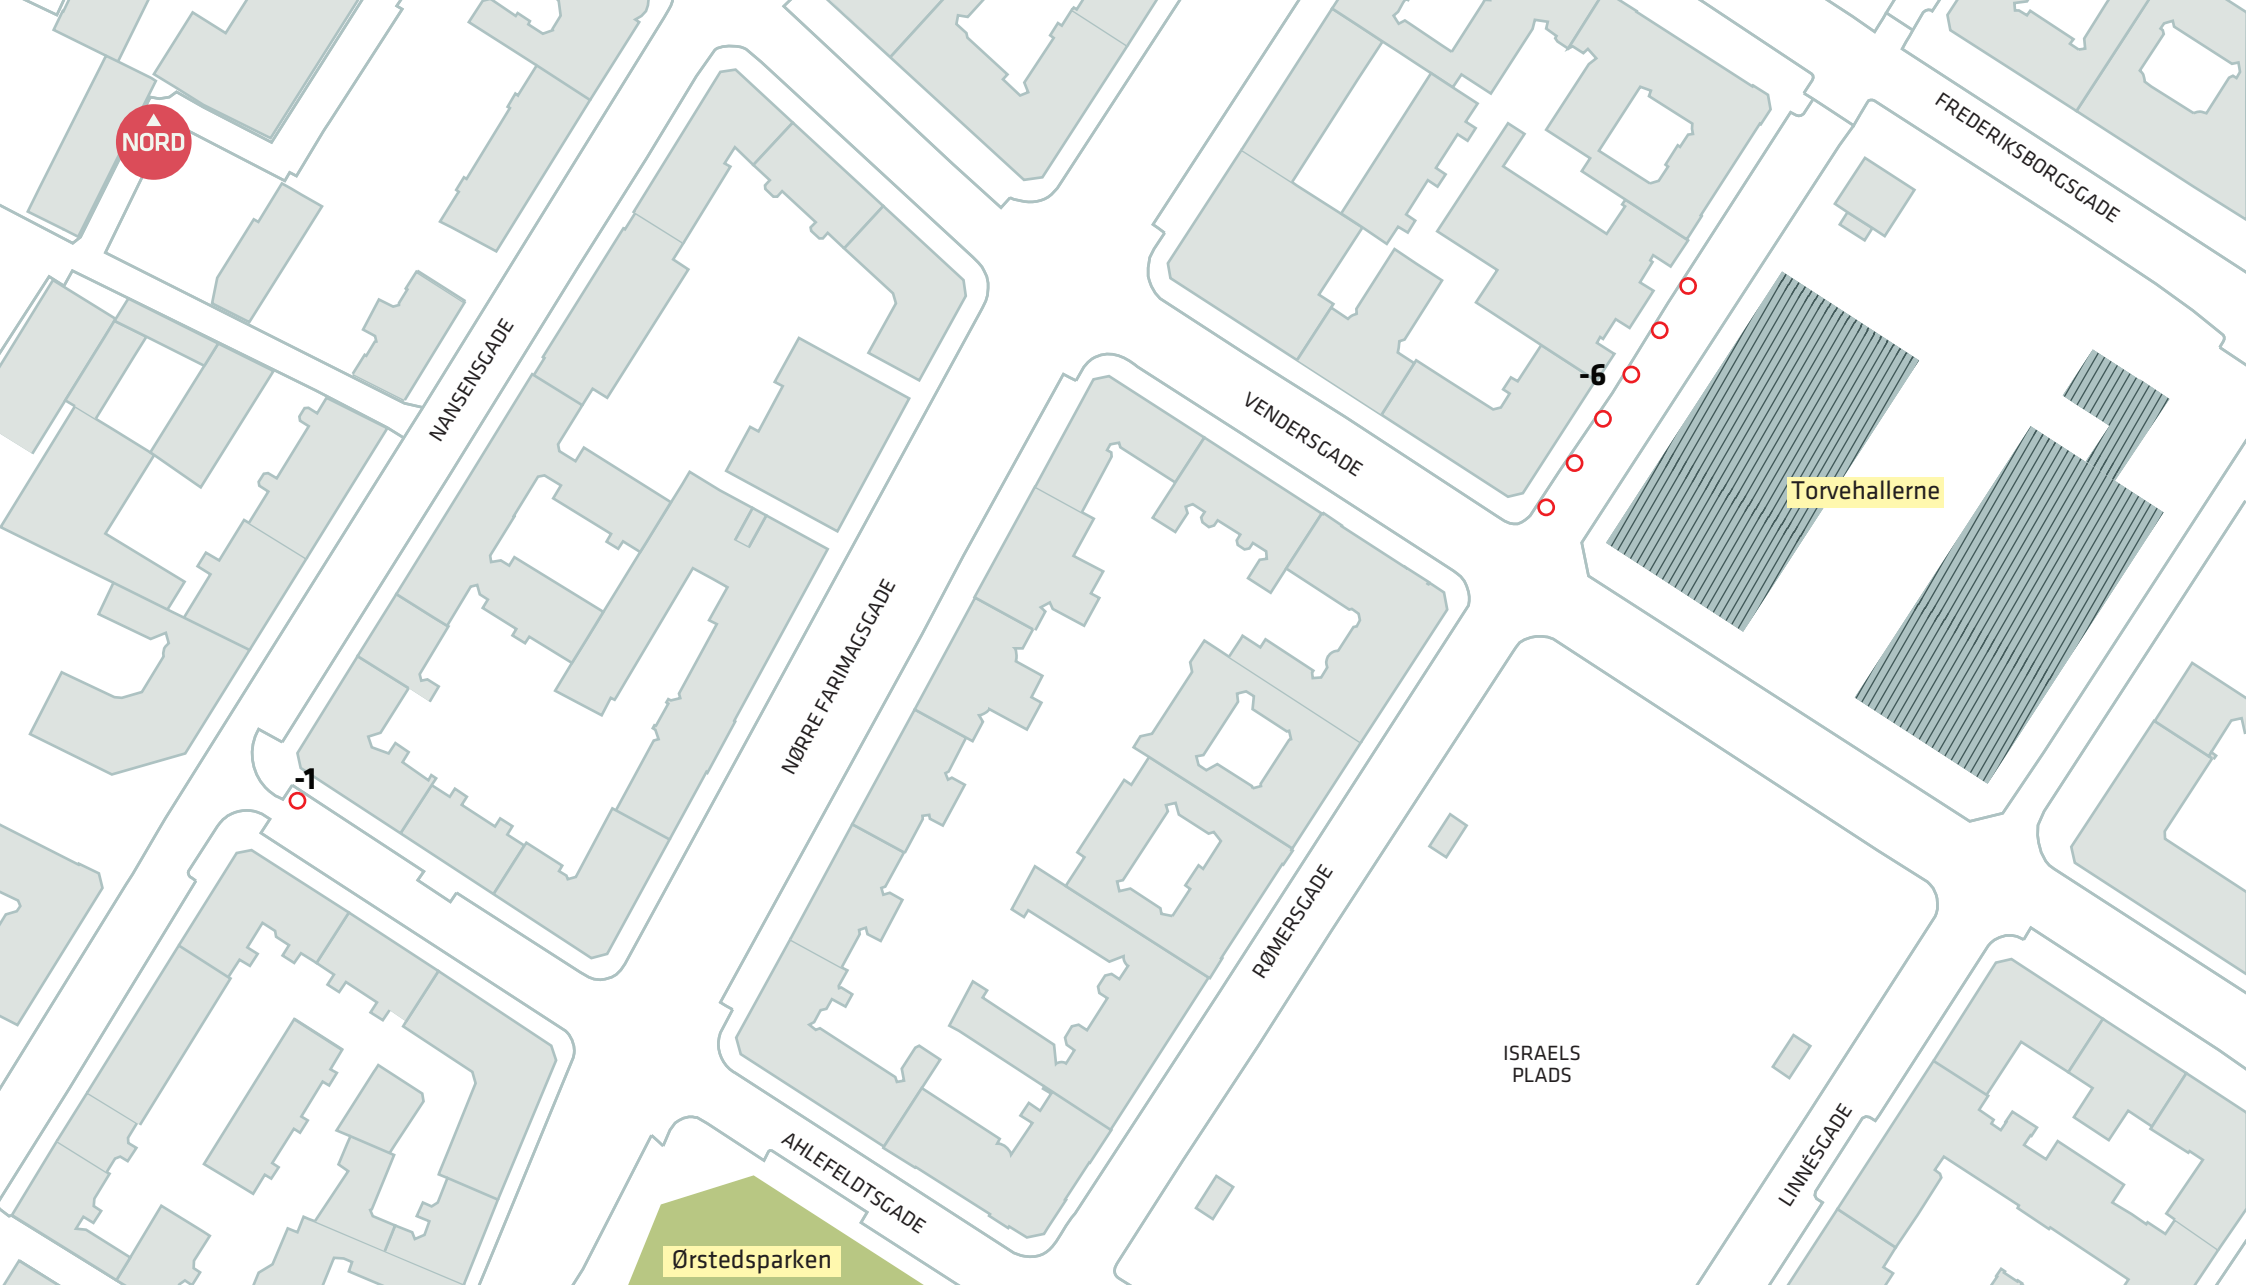 FREDERIKSBORGSGADE
NORD
NANSENSGADE
-6
VENDERSGADE
Torvehallerne
NØRRE FARIMAGSGADE
-1
RØMERSGADE
ISRAELS
PLADS
LINNÉSGADE
AHLEFELDTSGADE
Ørstedsparken